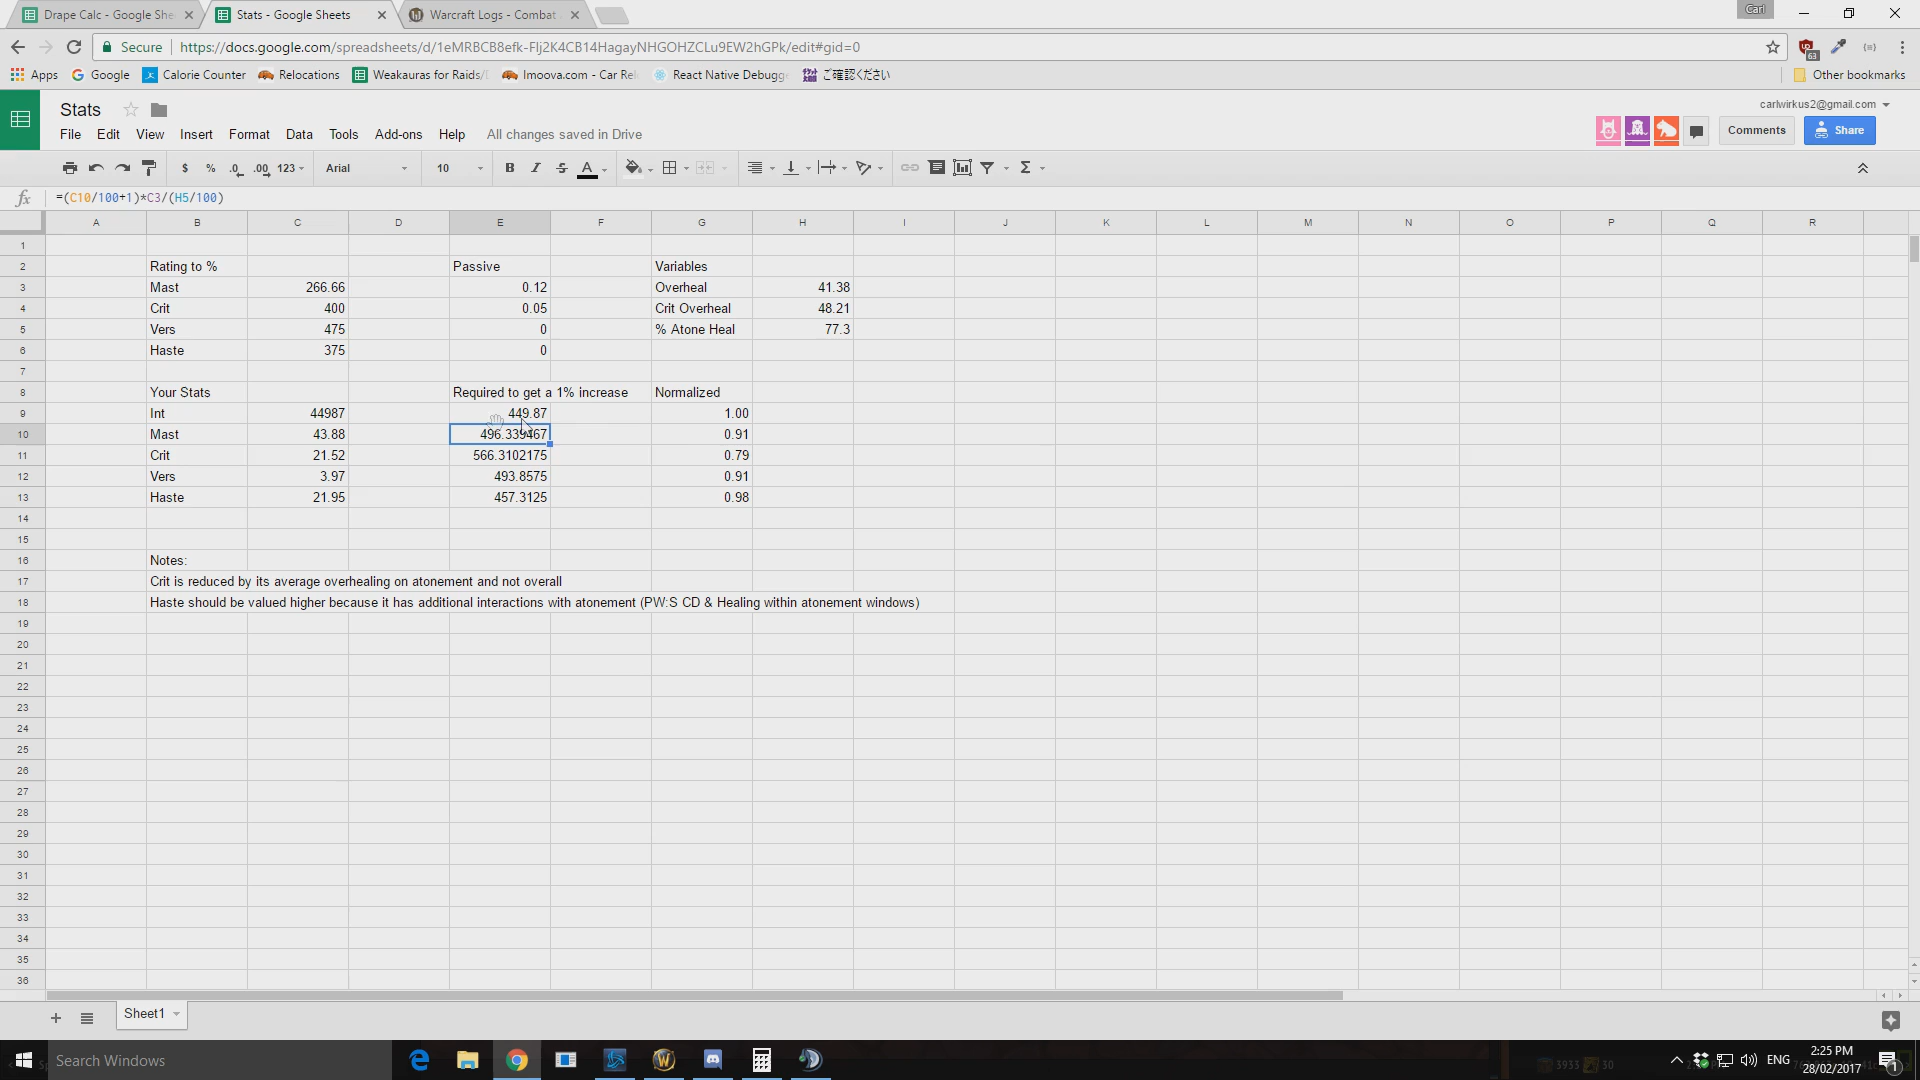 Drape Calc - Google She
Stats - Google Sheets
Warcraft Logs - Combat
Carl
Secure
https://docs.google.com/spreadsheets/d/1eMRBCB8efk-FIj2K4CB14HagayNHGOHZCLu9EW2hGPk/edit#gid=0
Apps
Google
Calorie Counter
Relocations
Weakauras for Raids/
Imoova.com - Car Rel
React Native Debugg
ご確認ください
Other bookmarks
Stats
carlwirkus2@gmail.com
File Edit View Insert Format Data Tools Add-ons Help All changes saved in Drive
Comments
Share
$ % .0 .00 123 Arial 10 B I S A Σ
fx =(C10/100+1)*C3/(H5/100)
A B C D E F G H I J K L M N O P Q R
1
2 Rating to % Passive Variables
3 Mast 266.66 0.12 Overheal 41.38
4 Crit 400 0.05 Crit Overheal 48.21
5 Vers 475 0 % Atone Heal 77.3
6 Haste 375 0
7
8 Your Stats Required to get a 1% increase Normalized
9 Int 44987 449.87 1.00
10 Mast 43.88 496.339467 0.91
11 Crit 21.52 566.3102175 0.79
12 Vers 3.97 493.8575 0.91
13 Haste 21.95 457.3125 0.98
14
15
16 Notes:
17 Crit is reduced by its average overhealing on atonement and not overall
18 Haste should be valued higher because it has additional interactions with atonement (PW:S CD & Healing within atonement windows)
19
20
21
22
23
24
25
26
27
28
29
30
31
32
33
34
35
36
Sheet1
Search Windows
3933 30
ENG
2:25 PM
28/02/2017
1